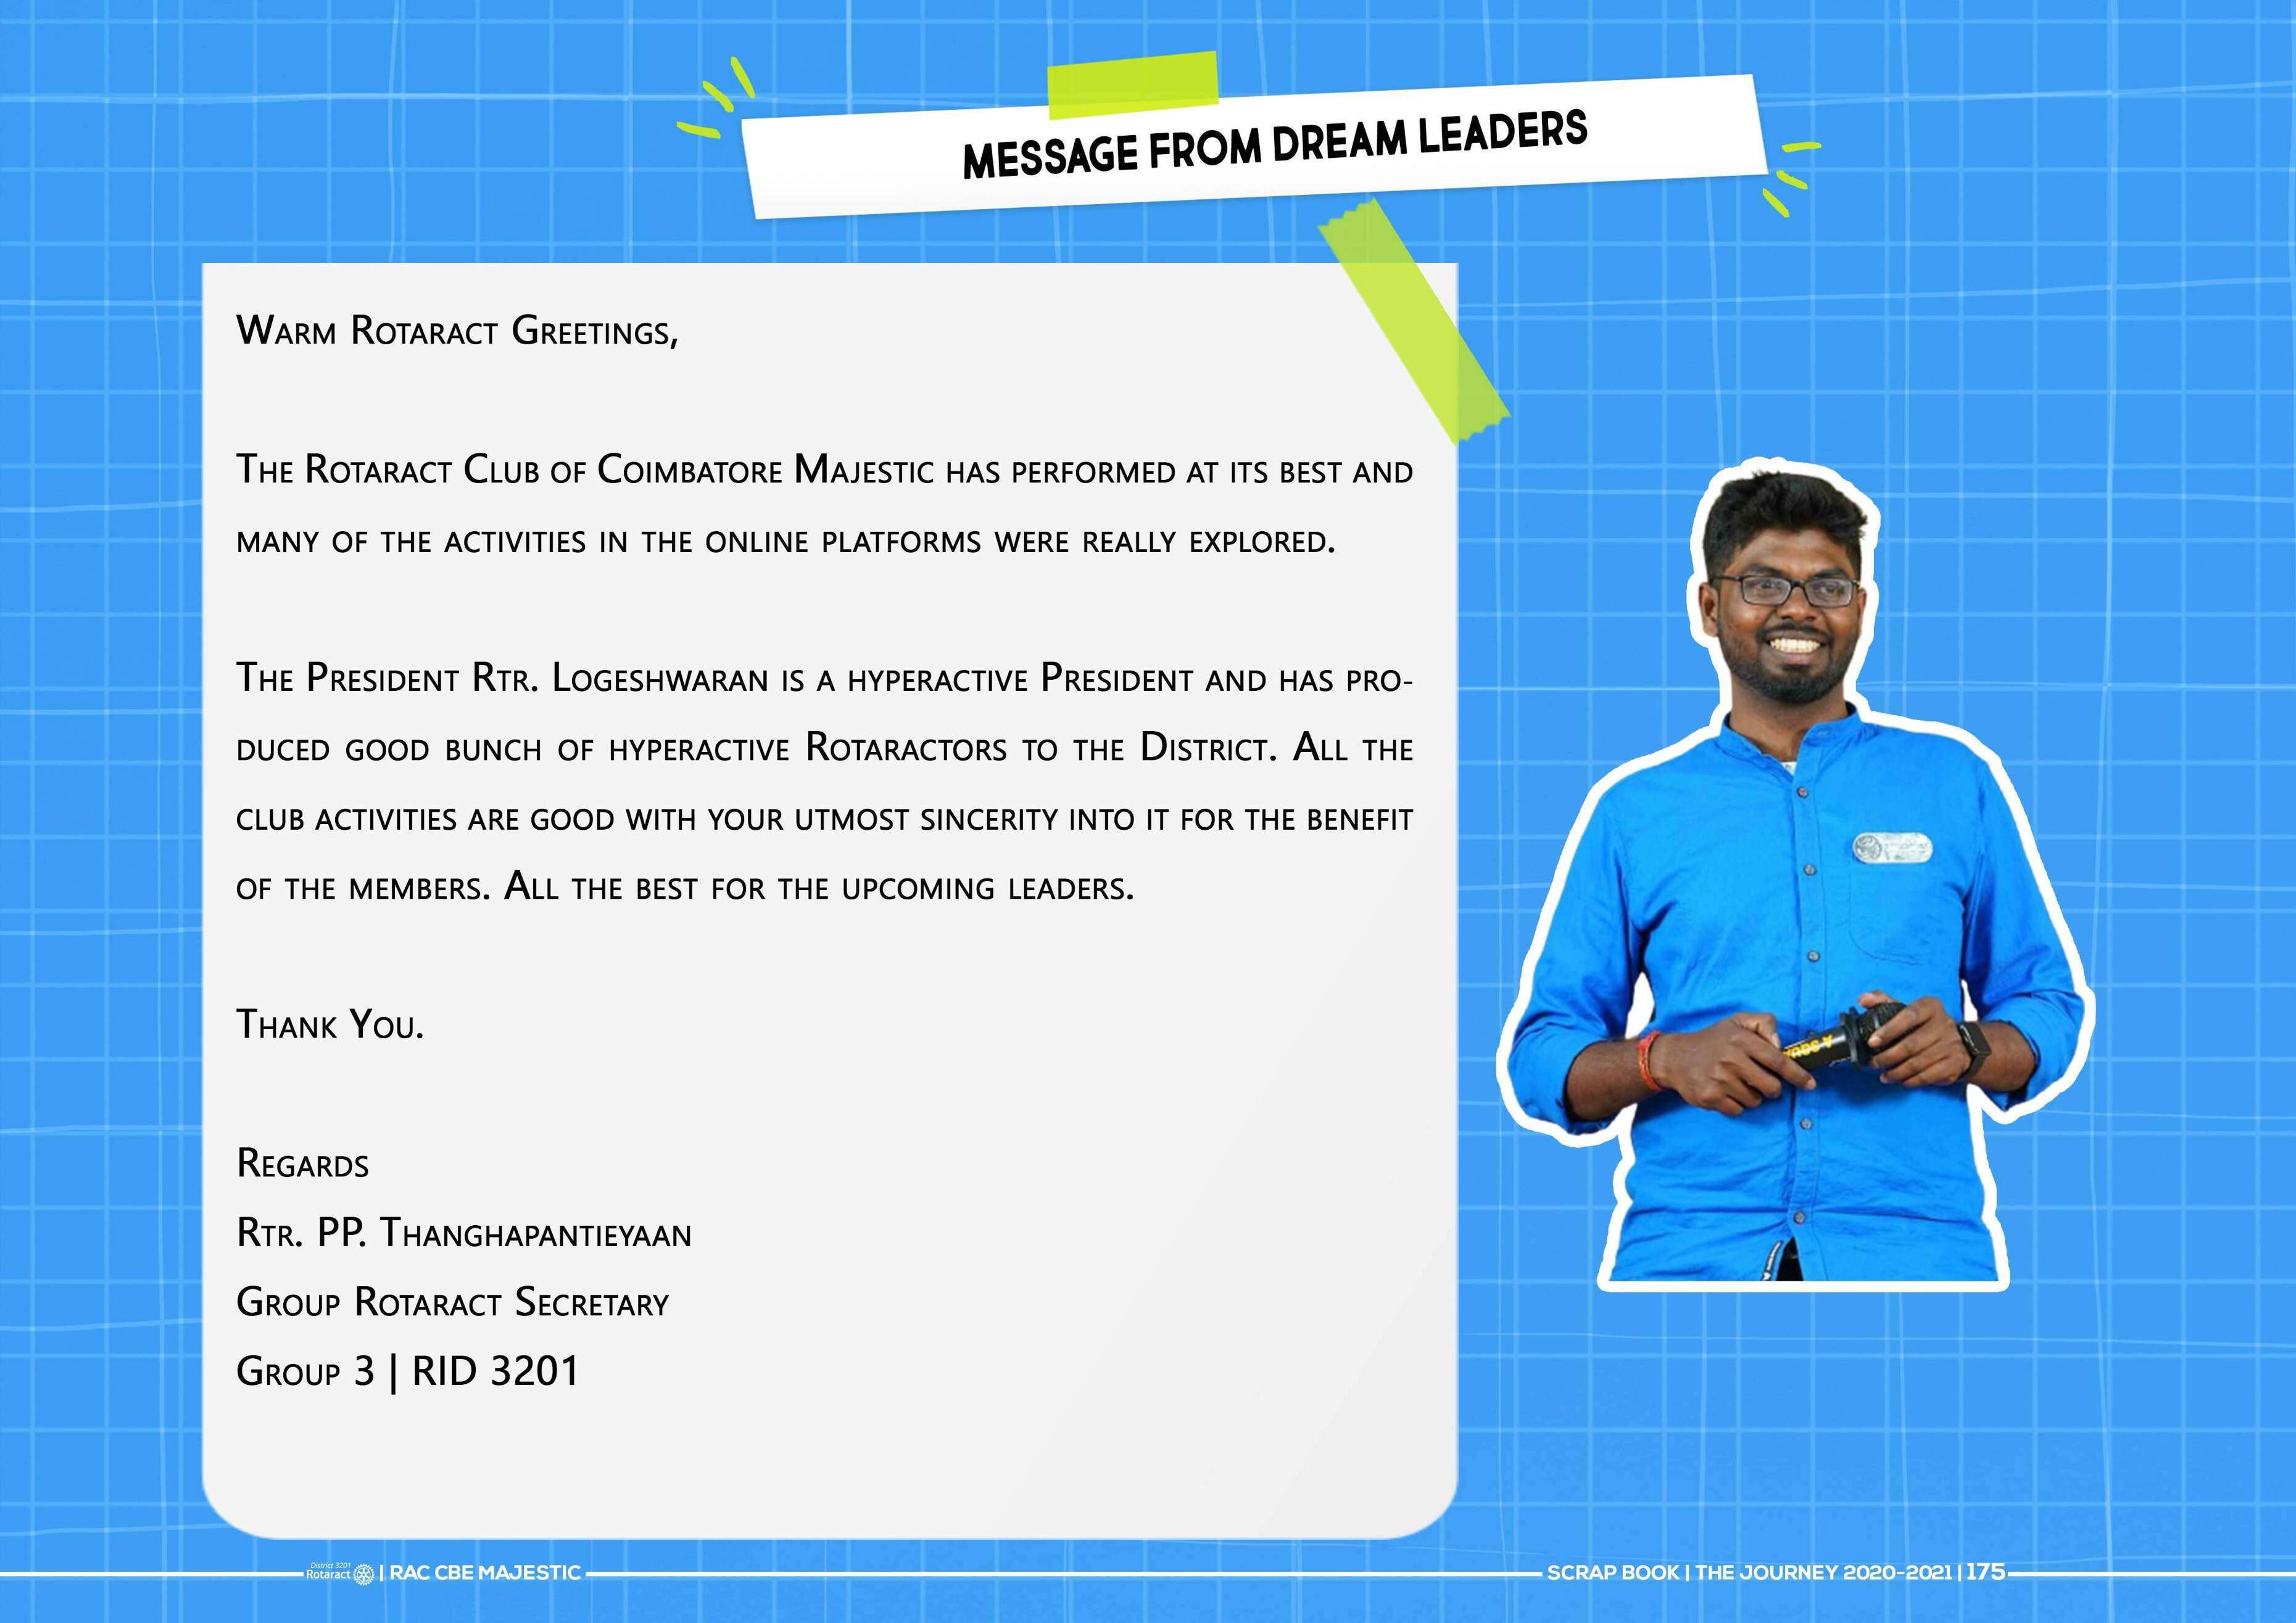 MESSAGE FROM DREAM LEADERS
Warm Rotaract Greetings,
The Rotaract Club of Coimbatore Majestic has performed at its best and
many of the activities in the online platforms were really explored.
The President Rtr. Logeshwaran is a hyperactive President and has pro-
duced good bunch of hyperactive Rotaractors to the District. All the
club activities are good with your utmost sincerity into it for the benefit
of the members. All the best for the upcoming leaders.
Thank You.
Regards
Rtr. PP. Thanghapantieyaan
Group Rotaract Secretary
Group 3 | RID 3201
District 3201
Rotaract | RAC CBE MAJESTIC
SCRAP BOOK | THE JOURNEY 2020-2021 | 175